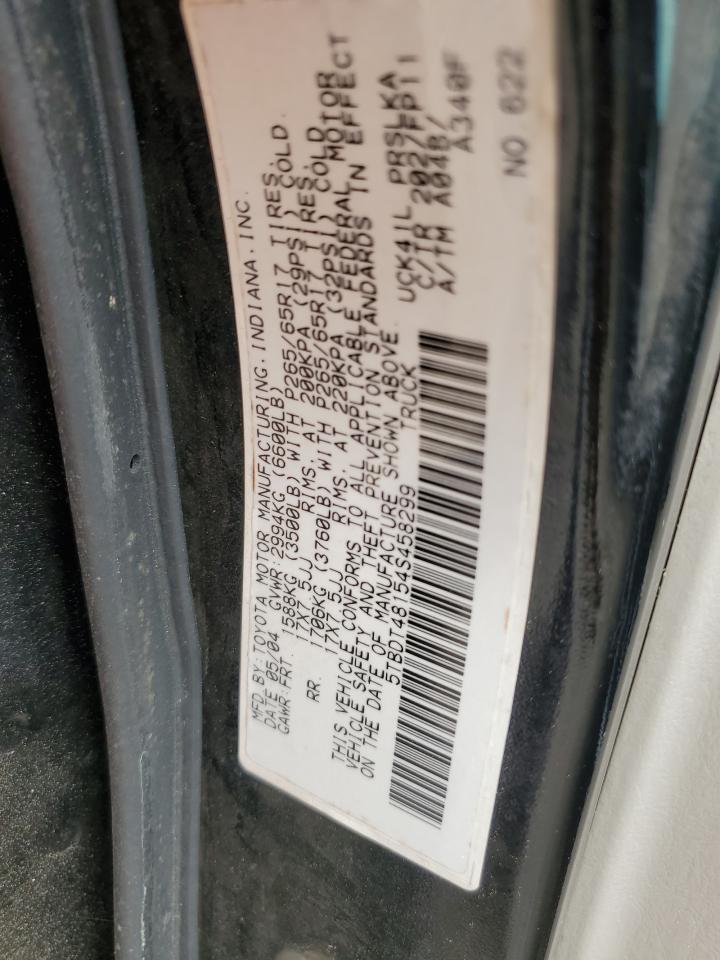 MFD BY:TOYOTA MOTOR MANUFACTURING.INDIANA.INC.
DATE 05/04 GVWR:2994KG (6600LB)
GAWR:FRT. 1588KG (3500LB) WITH P265/65R17 TIRES.
17X7.5JJ RIMS. AT 200KPA (29PSI) COLD.
RR. 1706KG (3760LB) WITH P265/65R17 TIRES.
17X7.5JJ RIMS. AT 220KPA (32PSI) COLD
THIS VEHICLE CONFORMS TO ALL APPLICABLE FEDERAL MOTOR
VEHICLE SAFETY AND THEFT PREVENTION STANDARDS IN EFFECT
ON THE DATE OF MANUFACTURE SHOWN ABOVE.
5TBDT48154S458299 TRUCK
UCK41L PRSLKA
C/TR 202/FP11
A/TM A04B/
A340F
NO 622